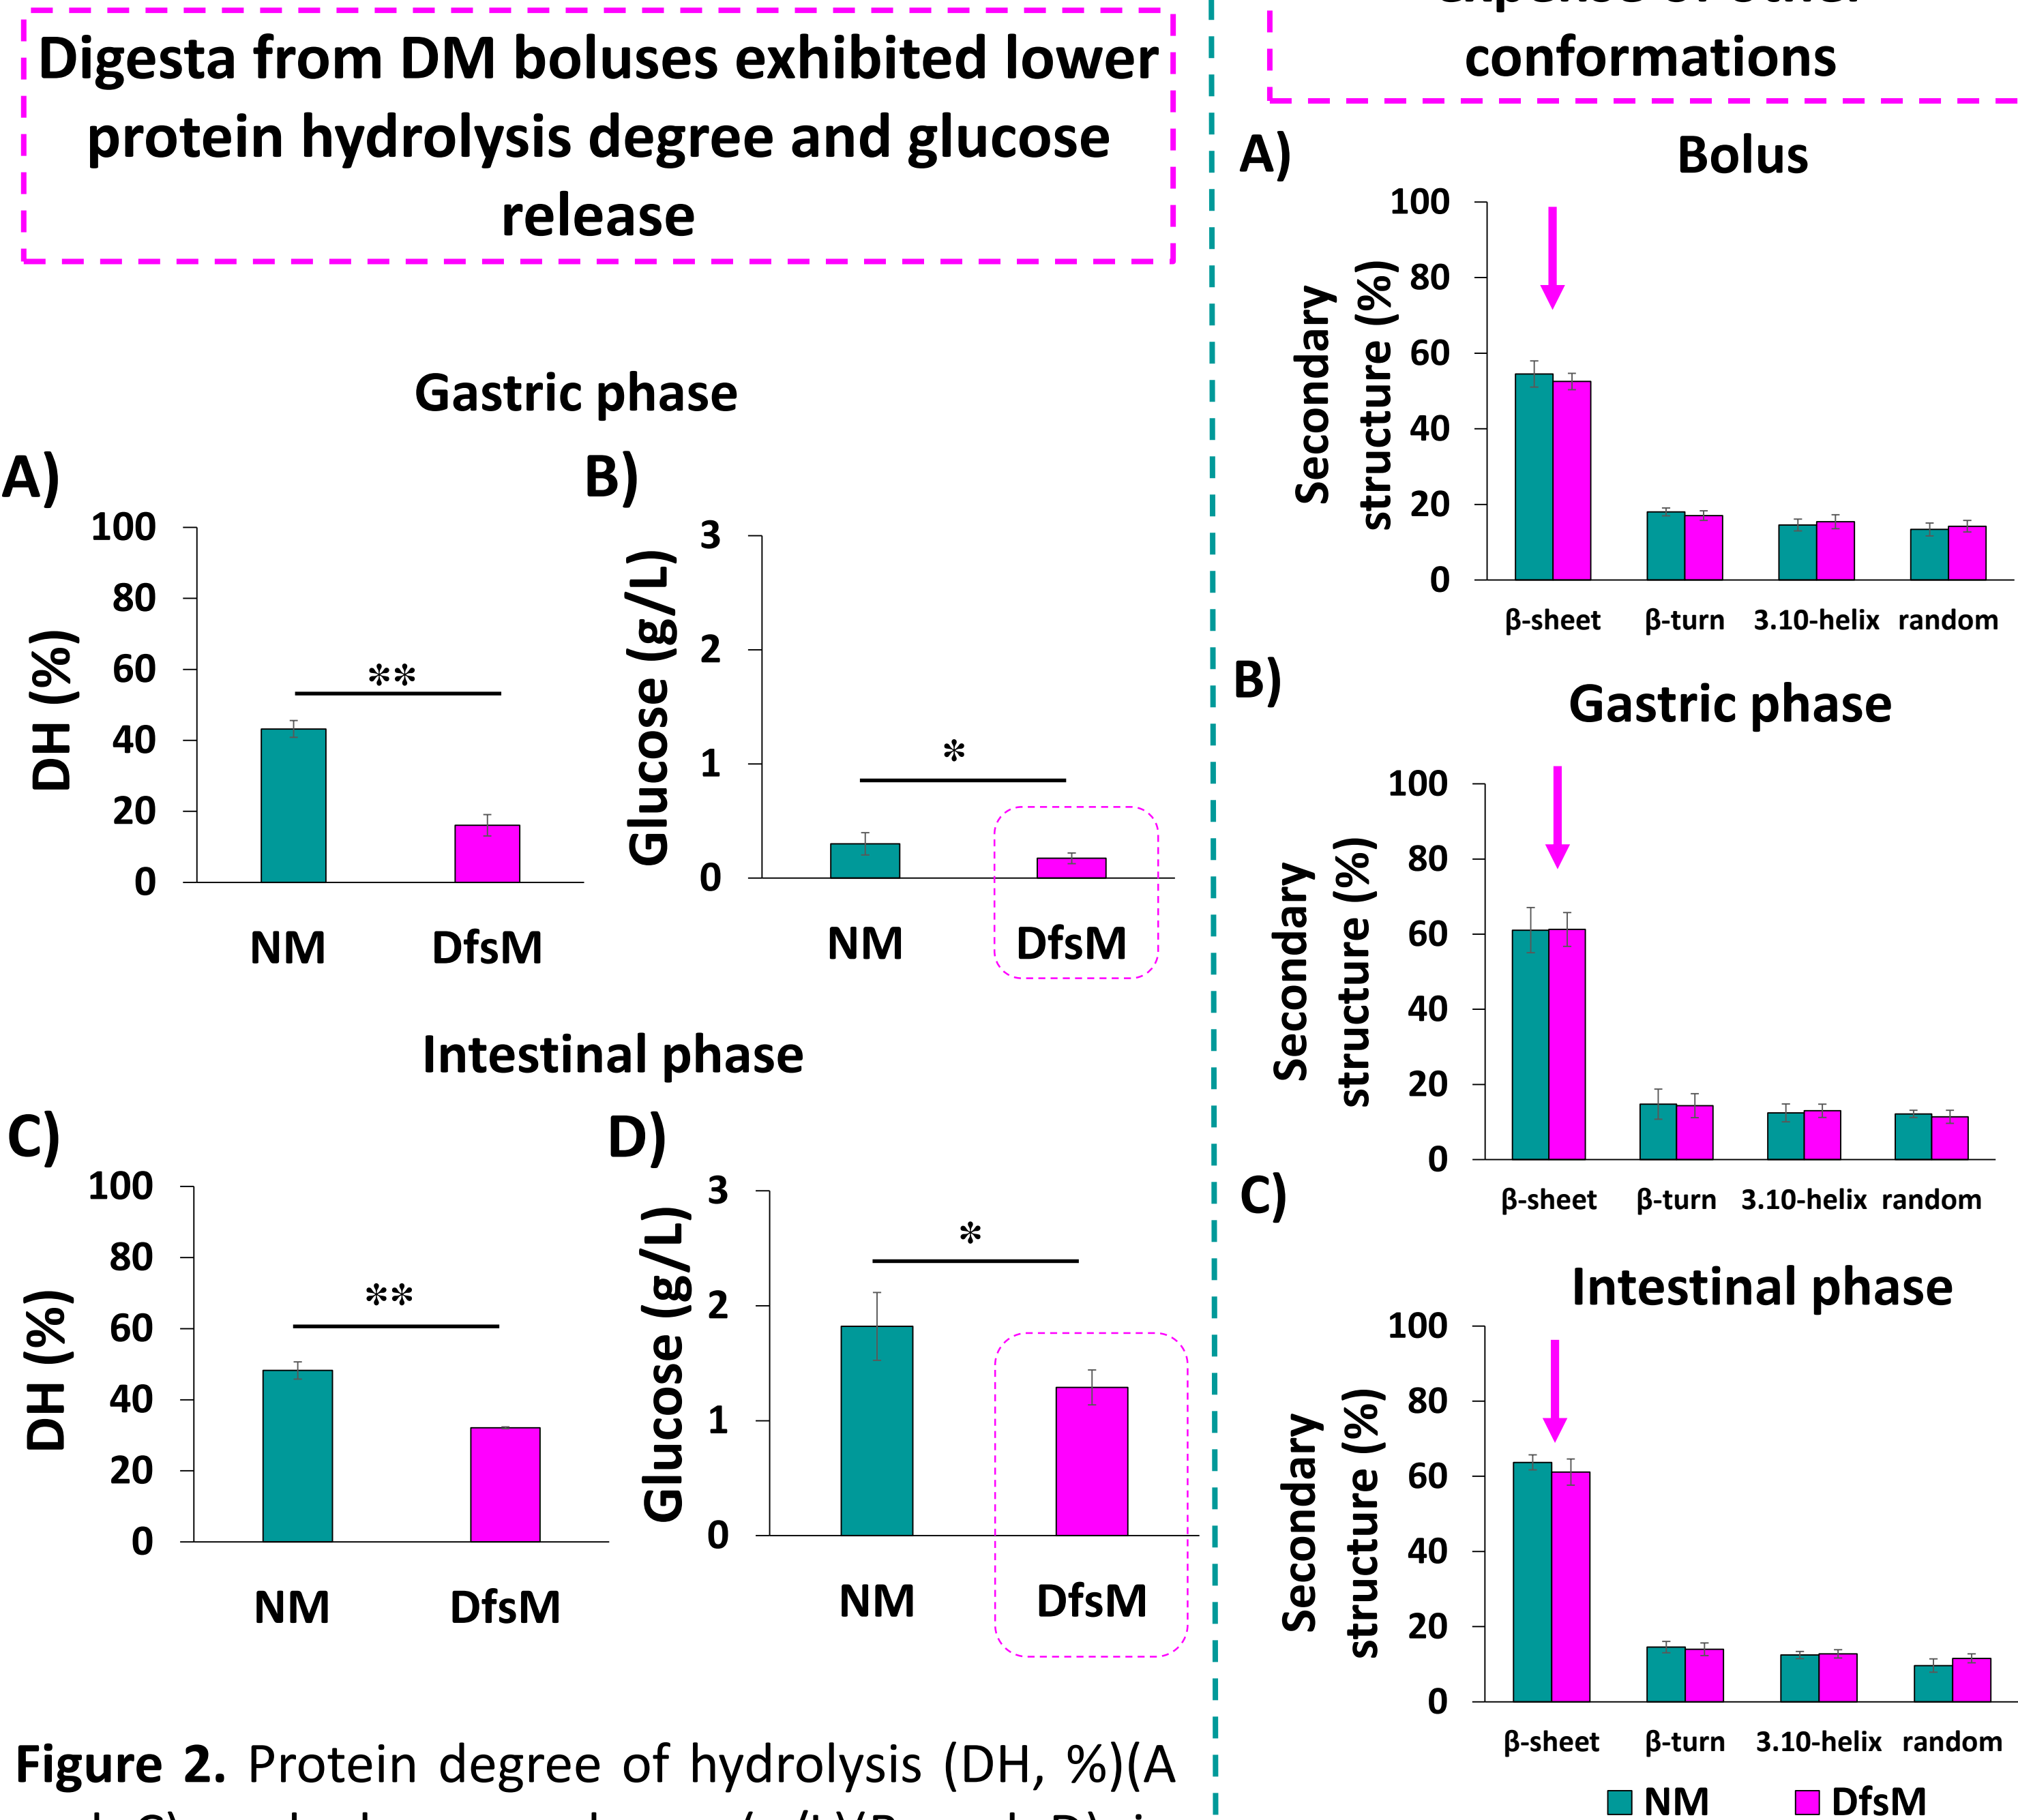 Digesta from DM boluses exhibited lower
protein hydrolysis degree and glucose
release
Gastric phase
A)
100
80
60
40
20
0
DH (%)
**
NM
DfsM
B)
3
2
1
0
Glucose (g/L)
*
NM
DfsM
Intestinal phase
C)
100
80
60
40
20
0
DH (%)
**
NM
DfsM
D)
3
2
1
0
Glucose (g/L)
*
NM
DfsM
Figure 2. Protein degree of hydrolysis (DH, %)(A
conformations
A)
Bolus
Secondary
structure (%)
100
80
60
40
20
0
β-sheet
β-turn
3.10-helix
random
B)
Gastric phase
Secondary
structure (%)
100
80
60
40
20
0
β-sheet
β-turn
3.10-helix
random
C)
Intestinal phase
Secondary
structure (%)
100
80
60
40
20
0
β-sheet
β-turn
3.10-helix
random
NM
DfsM